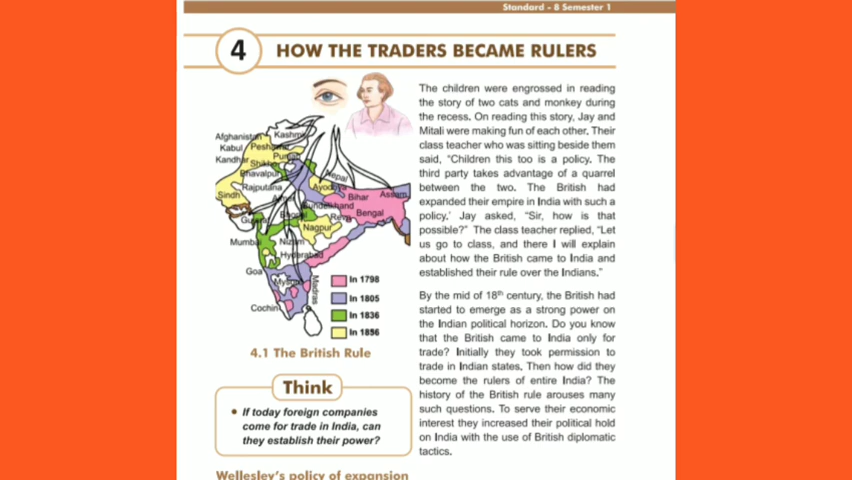 Standard - 8 Semester 1
4
HOW THE TRADERS BECAME RULERS
Afghanistan
Kashmir
Kabul
Peshawar
Kandhar
Punjab
Shikh
Bhavalpur
Rajputana
Sindh
Nepal
Ayodhya
Bihar
Assam
Bundelkhand
Bengal
Bhopal
Rewa
Gujarat
Nagpur
Mumbai
Nizam
Hyderabad
Goa
Mysore
Madras
Cochin
In 1798
In 1805
In 1836
In 1856
4.1 The British Rule
Think
• If today foreign companies
come for trade in India, can
they establish their power?
Wellesley's policy of expansion
The children were engrossed in reading
the story of two cats and monkey during
the recess. On reading this story, Jay and
Mitali were making fun of each other. Their
class teacher who was sitting beside them
said, "Children this too is a policy. The
third party takes advantage of a quarrel
between the two. The British had
expanded their empire in India with such a
policy,' Jay asked, "Sir, how is that
possible?" The class teacher replied, "Let
us go to class, and there I will explain
about how the British came to India and
established their rule over the Indians."
By the mid of 18th century, the British had
started to emerge as a strong power on
the Indian political horizon. Do you know
that the British came to India only for
trade? Initially they took permission to
trade in Indian states. Then how did they
become the rulers of entire India? The
history of the British rule arouses many
such questions. To serve their economic
interest they increased their political hold
on India with the use of British diplomatic
tactics.